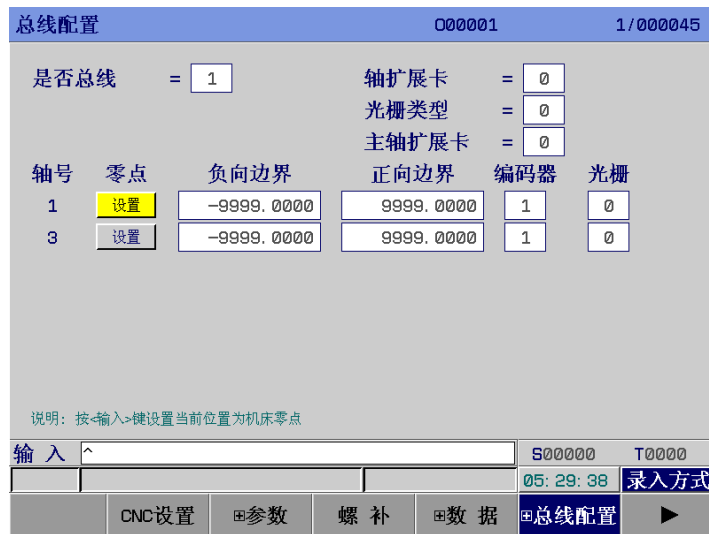 总线配置 O00001 1/000045
是否总线 = 1 轴扩展卡 = 0
光栅类型 = 0
主轴扩展卡 = 0
轴号 零点 负向边界 正向边界 编码器 光栅
1 设置 -9999.0000 9999.0000 1 0
3 设置 -9999.0000 9999.0000 1 0
说明: 按<输入>键设置当前位置为机床零点
输入 ^ S00000 T0000
05:29:38 录入方式
CNC设置 ⊞参数 螺补 ⊞数据 ⊞总线配置 ▶